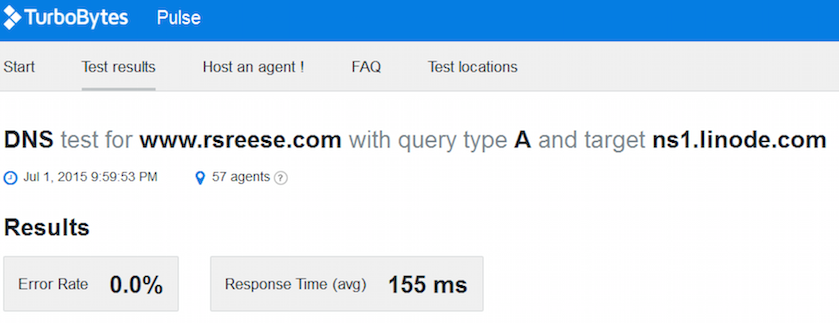 TurboBytes Pulse
Start Test results Host an agent ! FAQ Test locations
DNS test for www.rsreese.com with query type A and target ns1.linode.com
Jul 1, 2015 9:59:53 PM 57 agents ?
Results
Error Rate 0.0% Response Time (avg) 155 ms